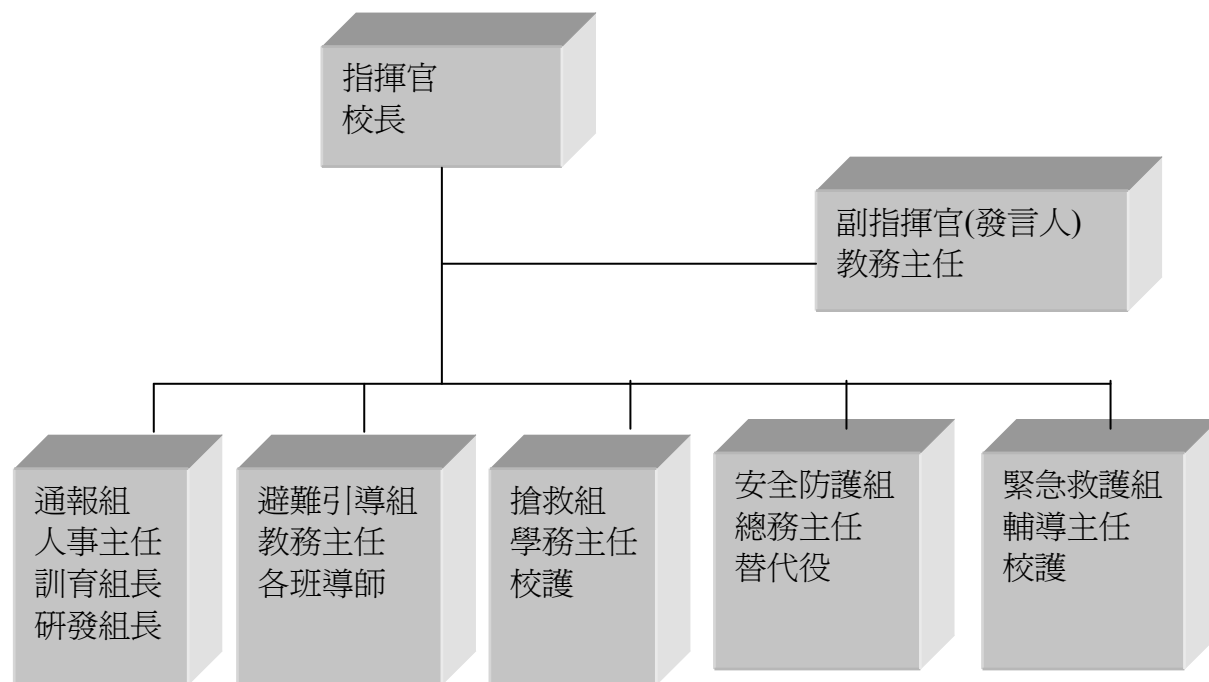 指揮官
校長
副指揮官(發言人)
教務主任
通報組
人事主任
訓育組長
研發組長
避難引導組
教務主任
各班導師
搶救組
學務主任
校護
安全防護組
總務主任
替代役
緊急救護組
輔導主任
校護